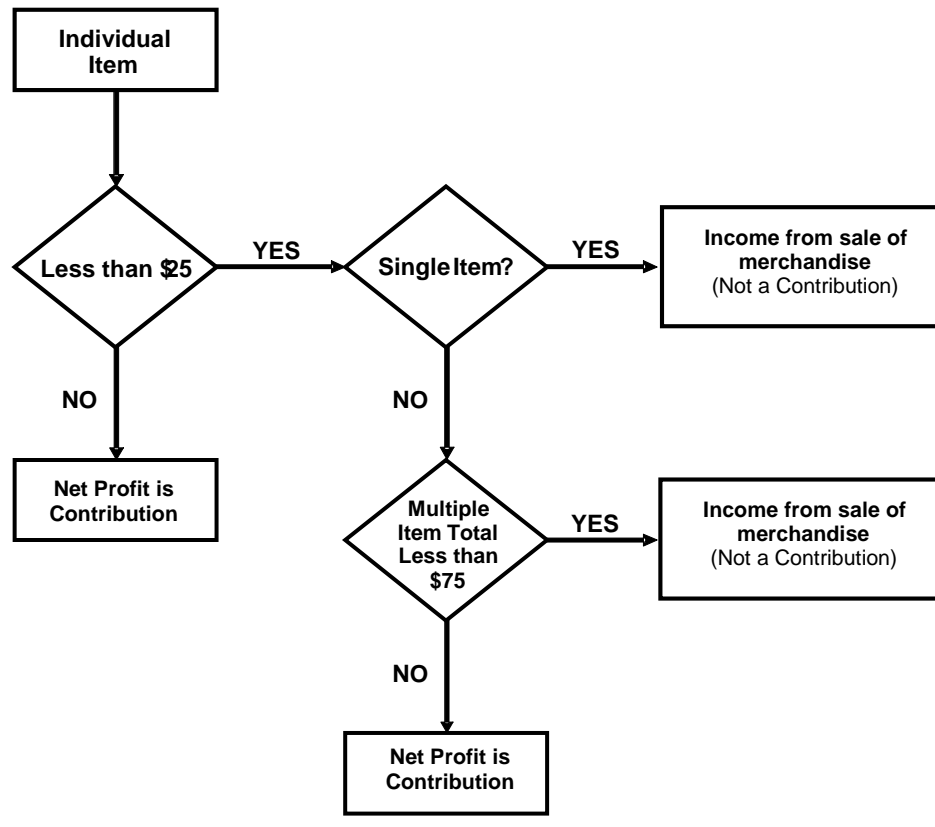 Individual
Item
Less than $25
YES
Single Item?
YES
Income from sale of
merchandise
(Not a Contribution)
NO
NO
Net Profit is
Contribution
Multiple
Item Total
Less than
$75
YES
Income from sale of
merchandise
(Not a Contribution)
NO
Net Profit is
Contribution